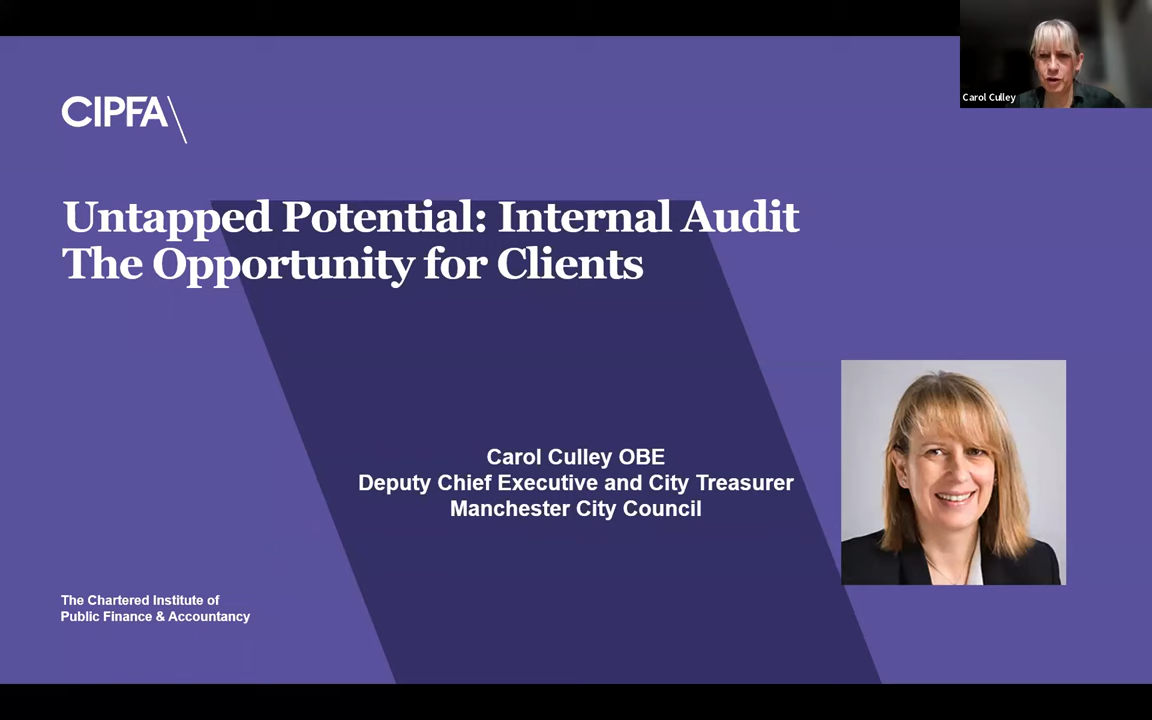 Carol Culley
CIPFA
Untapped Potential: Internal Audit
The Opportunity for Clients
Carol Culley OBE
Deputy Chief Executive and City Treasurer
Manchester City Council
The Chartered Institute of
Public Finance & Accountancy